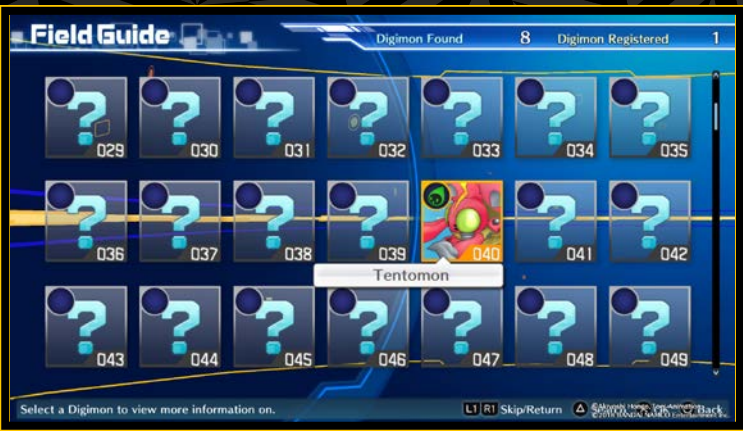 Field Guide
Digimon Found 8 Digimon Registered 1
? ? ? ? ? ? ?
029 030 031 032 033 034 035
? ? ? ? ? ?
036 037 038 039 040 041 042
Tentomon
? ? ? ? ? ? ?
043 044 045 046 047 048 049
Select a Digimon to view more information on.
L1 R1 Skip/Return Back